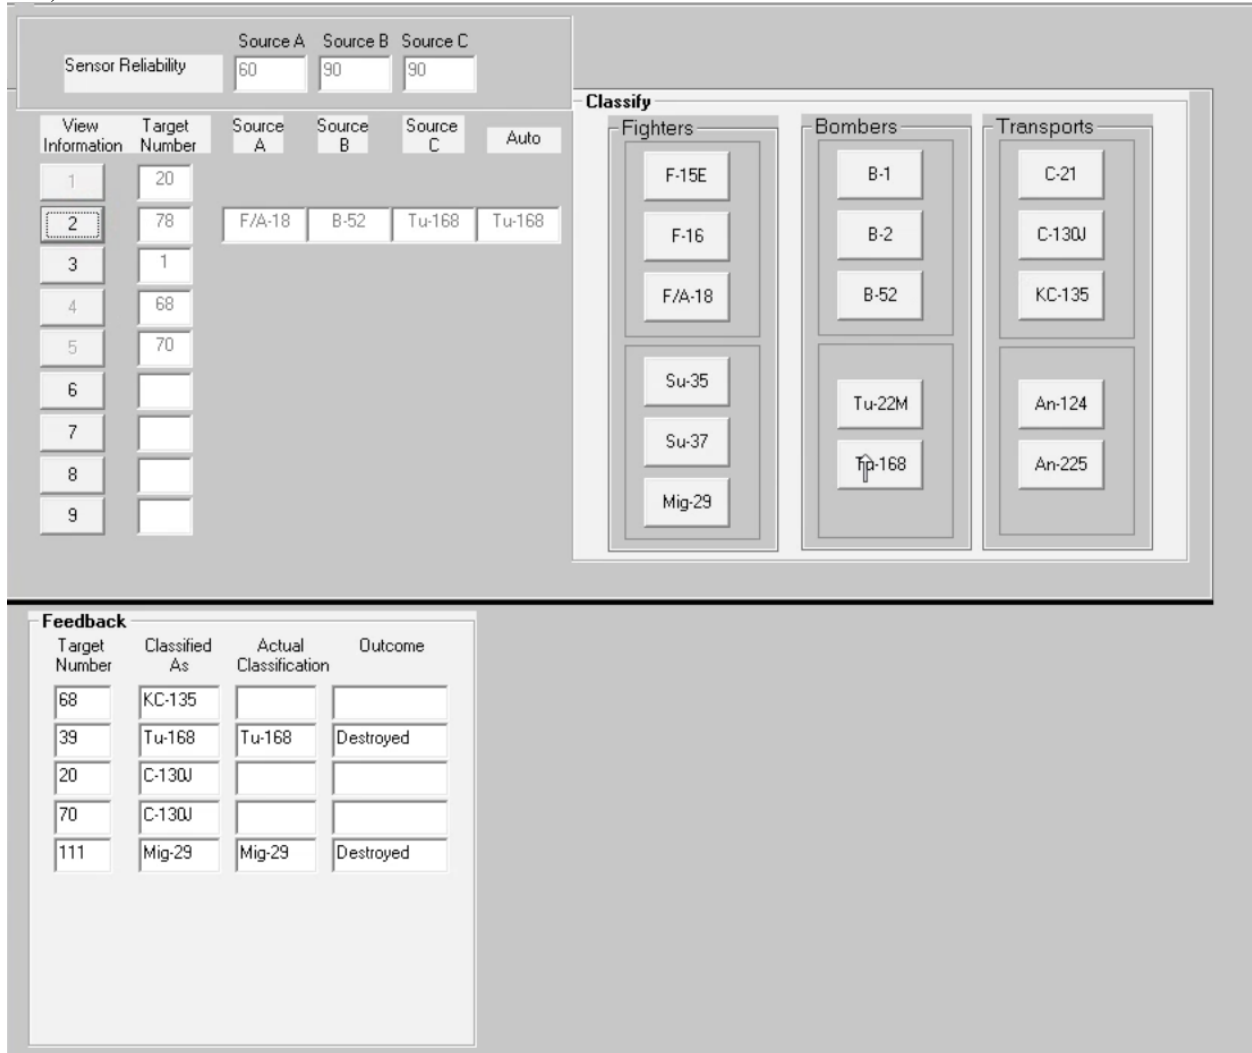 Source A Source B Source C
Sensor Reliability 60 90 90
Classify
View Information Target Number Source A Source B Source C Auto
Fighters Bombers Transports
1 20
2 78 F/A-18 B-52 Tu-168 Tu-168
3 1
4 68
5 70
6
7
8
9
F-15E B-1 C-21
F-16 B-2 C-130J
F/A-18 B-52 KC-135
Su-35 Tu-22M An-124
Su-37 Tu-168 An-225
Mig-29
Feedback
Target Number Classified As Actual Classification Outcome
68 KC-135
39 Tu-168 Tu-168 Destroyed
20 C-130J
70 C-130J
111 Mig-29 Mig-29 Destroyed